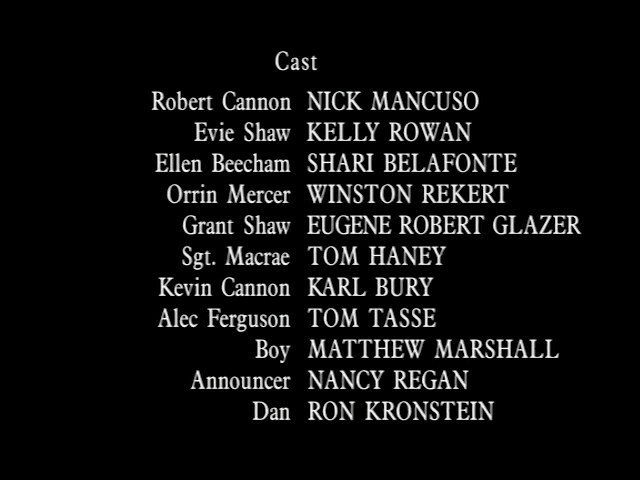 Cast
Robert Cannon NICK MANCUSO
Evie Shaw KELLY ROWAN
Ellen Beecham SHARI BELAFONTE
Orrin Mercer WINSTON REKERT
Grant Shaw EUGENE ROBERT GLAZER
Sgt. Macrae TOM HANEY
Kevin Cannon KARL BURY
Alec Ferguson TOM TASSE
Boy MATTHEW MARSHALL
Announcer NANCY REGAN
Dan RON KRONSTEIN